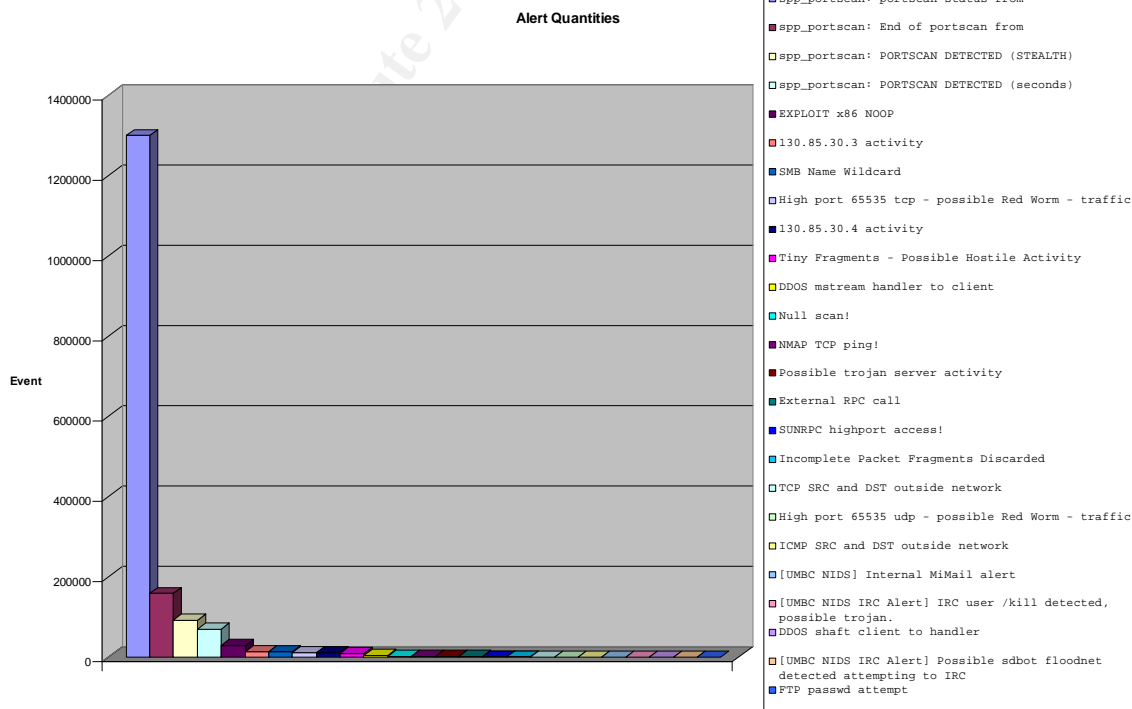 spp_portscan: portscan status from
Alert Quantities
spp_portscan: End of portscan from
spp_portscan: PORTSCAN DETECTED (STEALTH)
spp_portscan: PORTSCAN DETECTED (seconds)
EXPLOIT x86 NOOP
130.85.30.3 activity
SMB Name Wildcard
High port 65535 tcp - possible Red Worm - traffic
130.85.30.4 activity
Tiny Fragments - Possible Hostile Activity
DDOS mstream handler to client
Null scan!
NMAP TCP ping!
Possible trojan server activity
External RPC call
SUNRPC highport access!
Incomplete Packet Fragments Discarded
TCP SRC and DST outside network
High port 65535 udp - possible Red Worm - traffic
ICMP SRC and DST outside network
[UMBC NIDS] Internal MiMail alert
[UMBC NIDS IRC Alert] IRC user /kill detected,
possible trojan.
DDOS shaft client to handler
[UMBC NIDS IRC Alert] Possible sdbot floodnet
detected attempting to IRC
FTP passwd attempt
1400000
1200000
1000000
800000
600000
400000
200000
0
Event